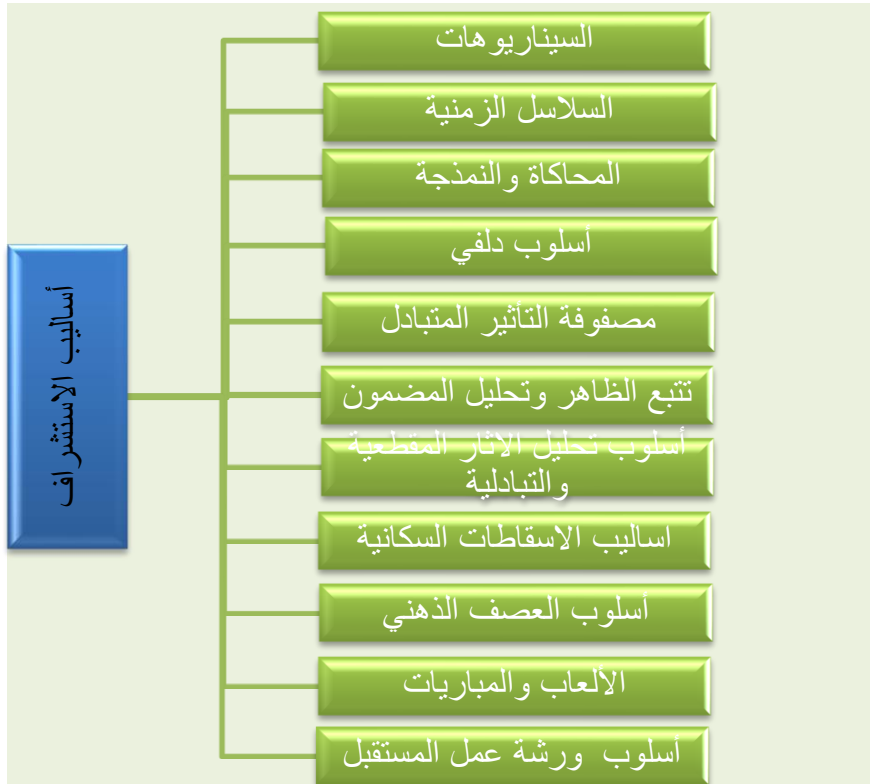 أساليب الاستشراف
السيناريوهات
السلاسل الزمنية
المحاكاة والنمذجة
أسلوب دلفي
مصفوفة التأثير المتبادل
تتبع الظاهر وتحليل المضمون
أسلوب تحليل الاثار المقطعية
والتبادلية
اساليب الاسقاطات السكانية
أسلوب العصف الذهني
الألعاب والمباريات
أسلوب ورشة عمل المستقبل